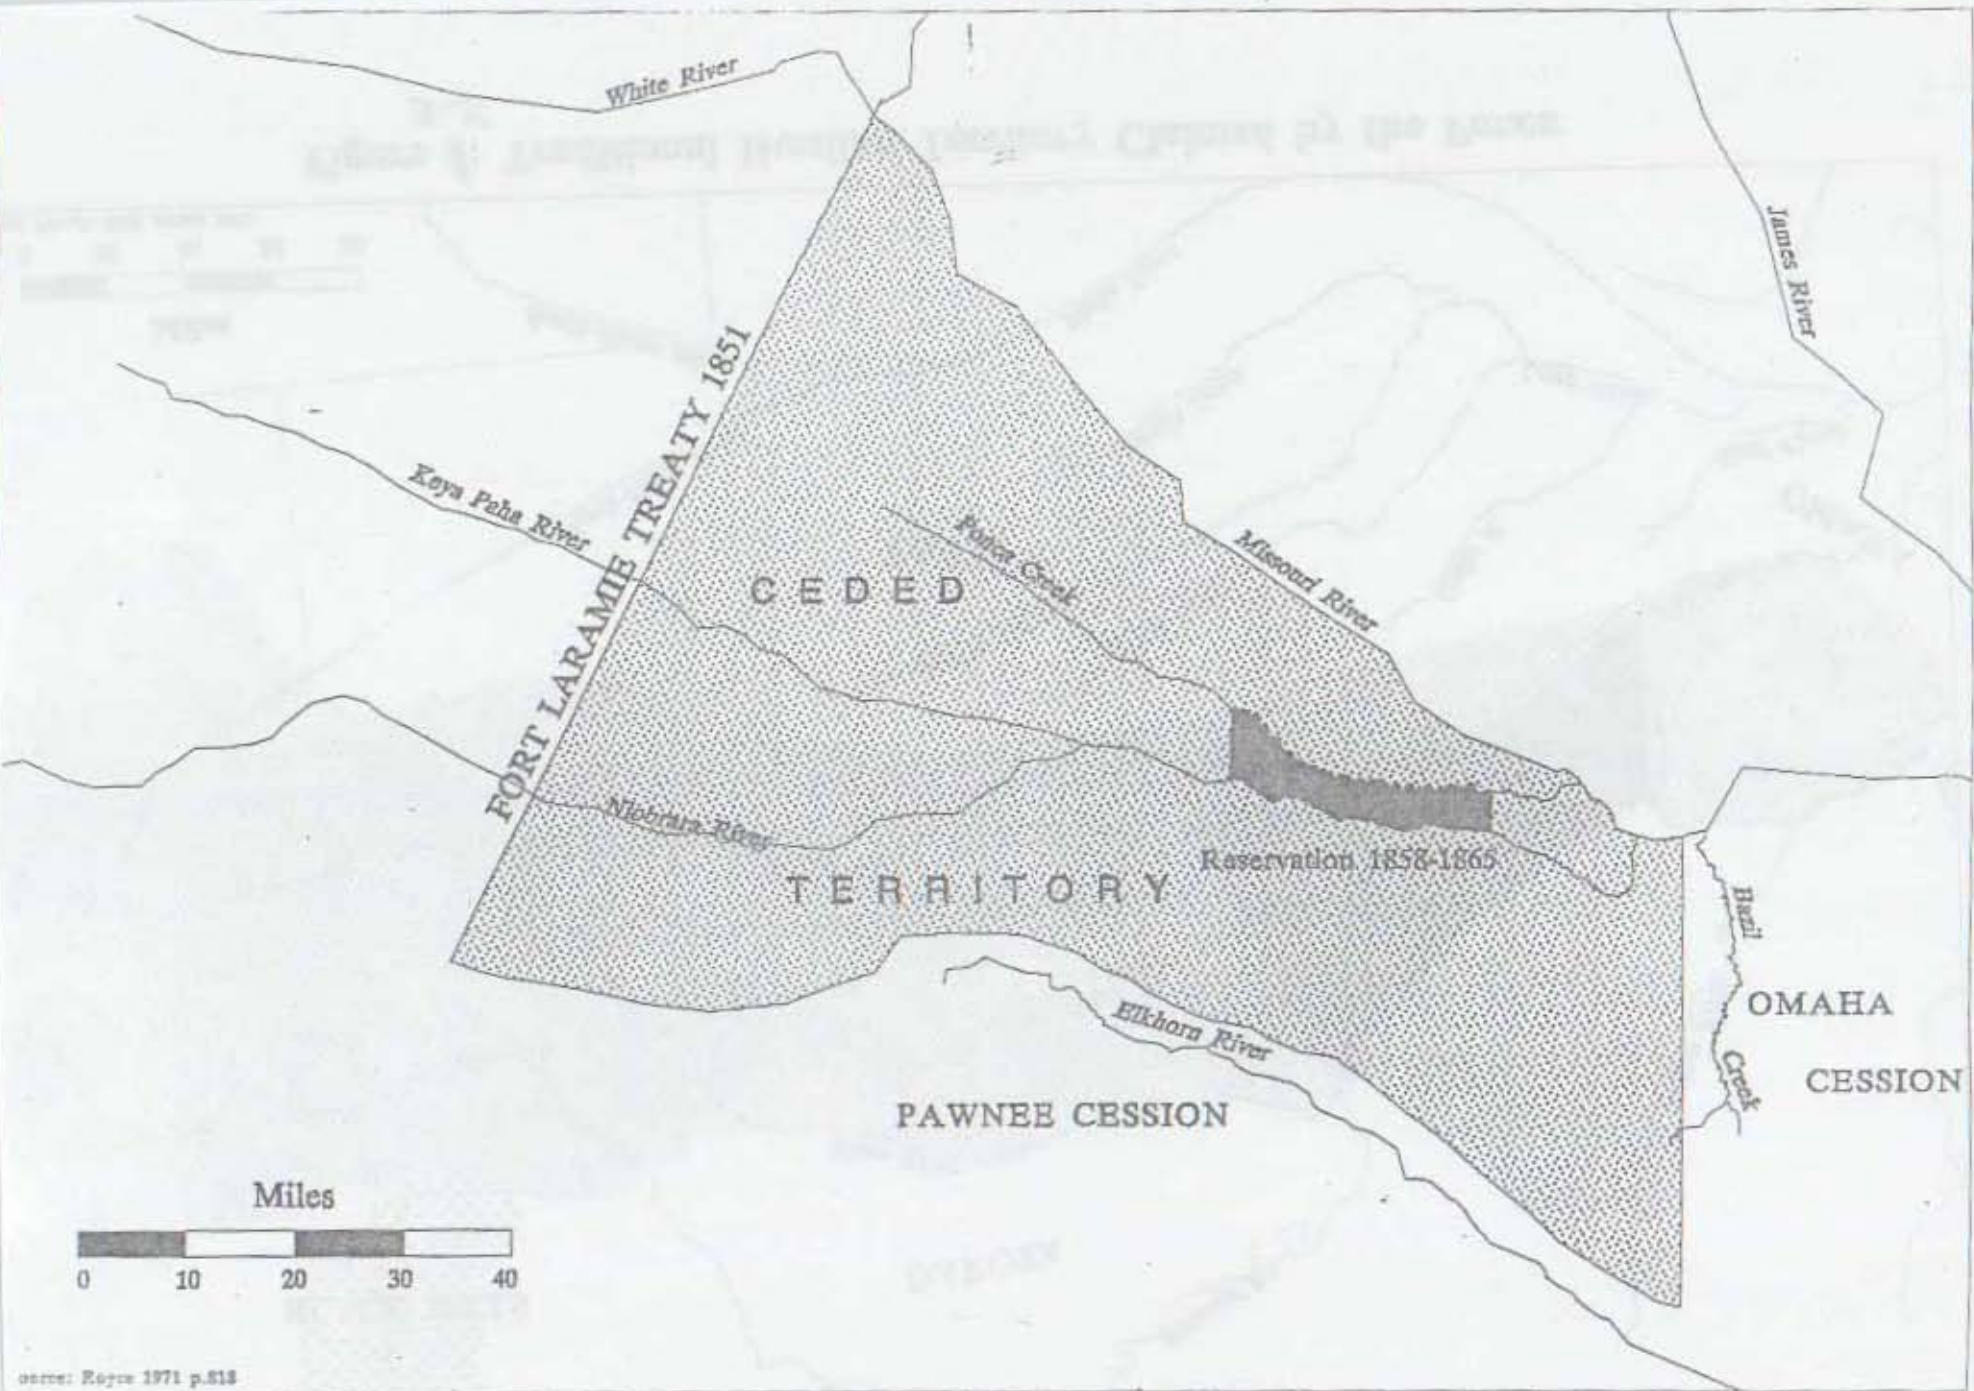 White River
James River
FORT LARAMIE TREATY 1851
Keya Paha River
Ponca Creek
Missouri River
CEDED
Niobrara River
Reservation 1858-1865
TERRITORY
Bazil
Creek
OMAHA
CESSION
Elkhorn River
PAWNEE CESSION
Miles
0 10 20 30 40
ource: Royce 1971 p.818